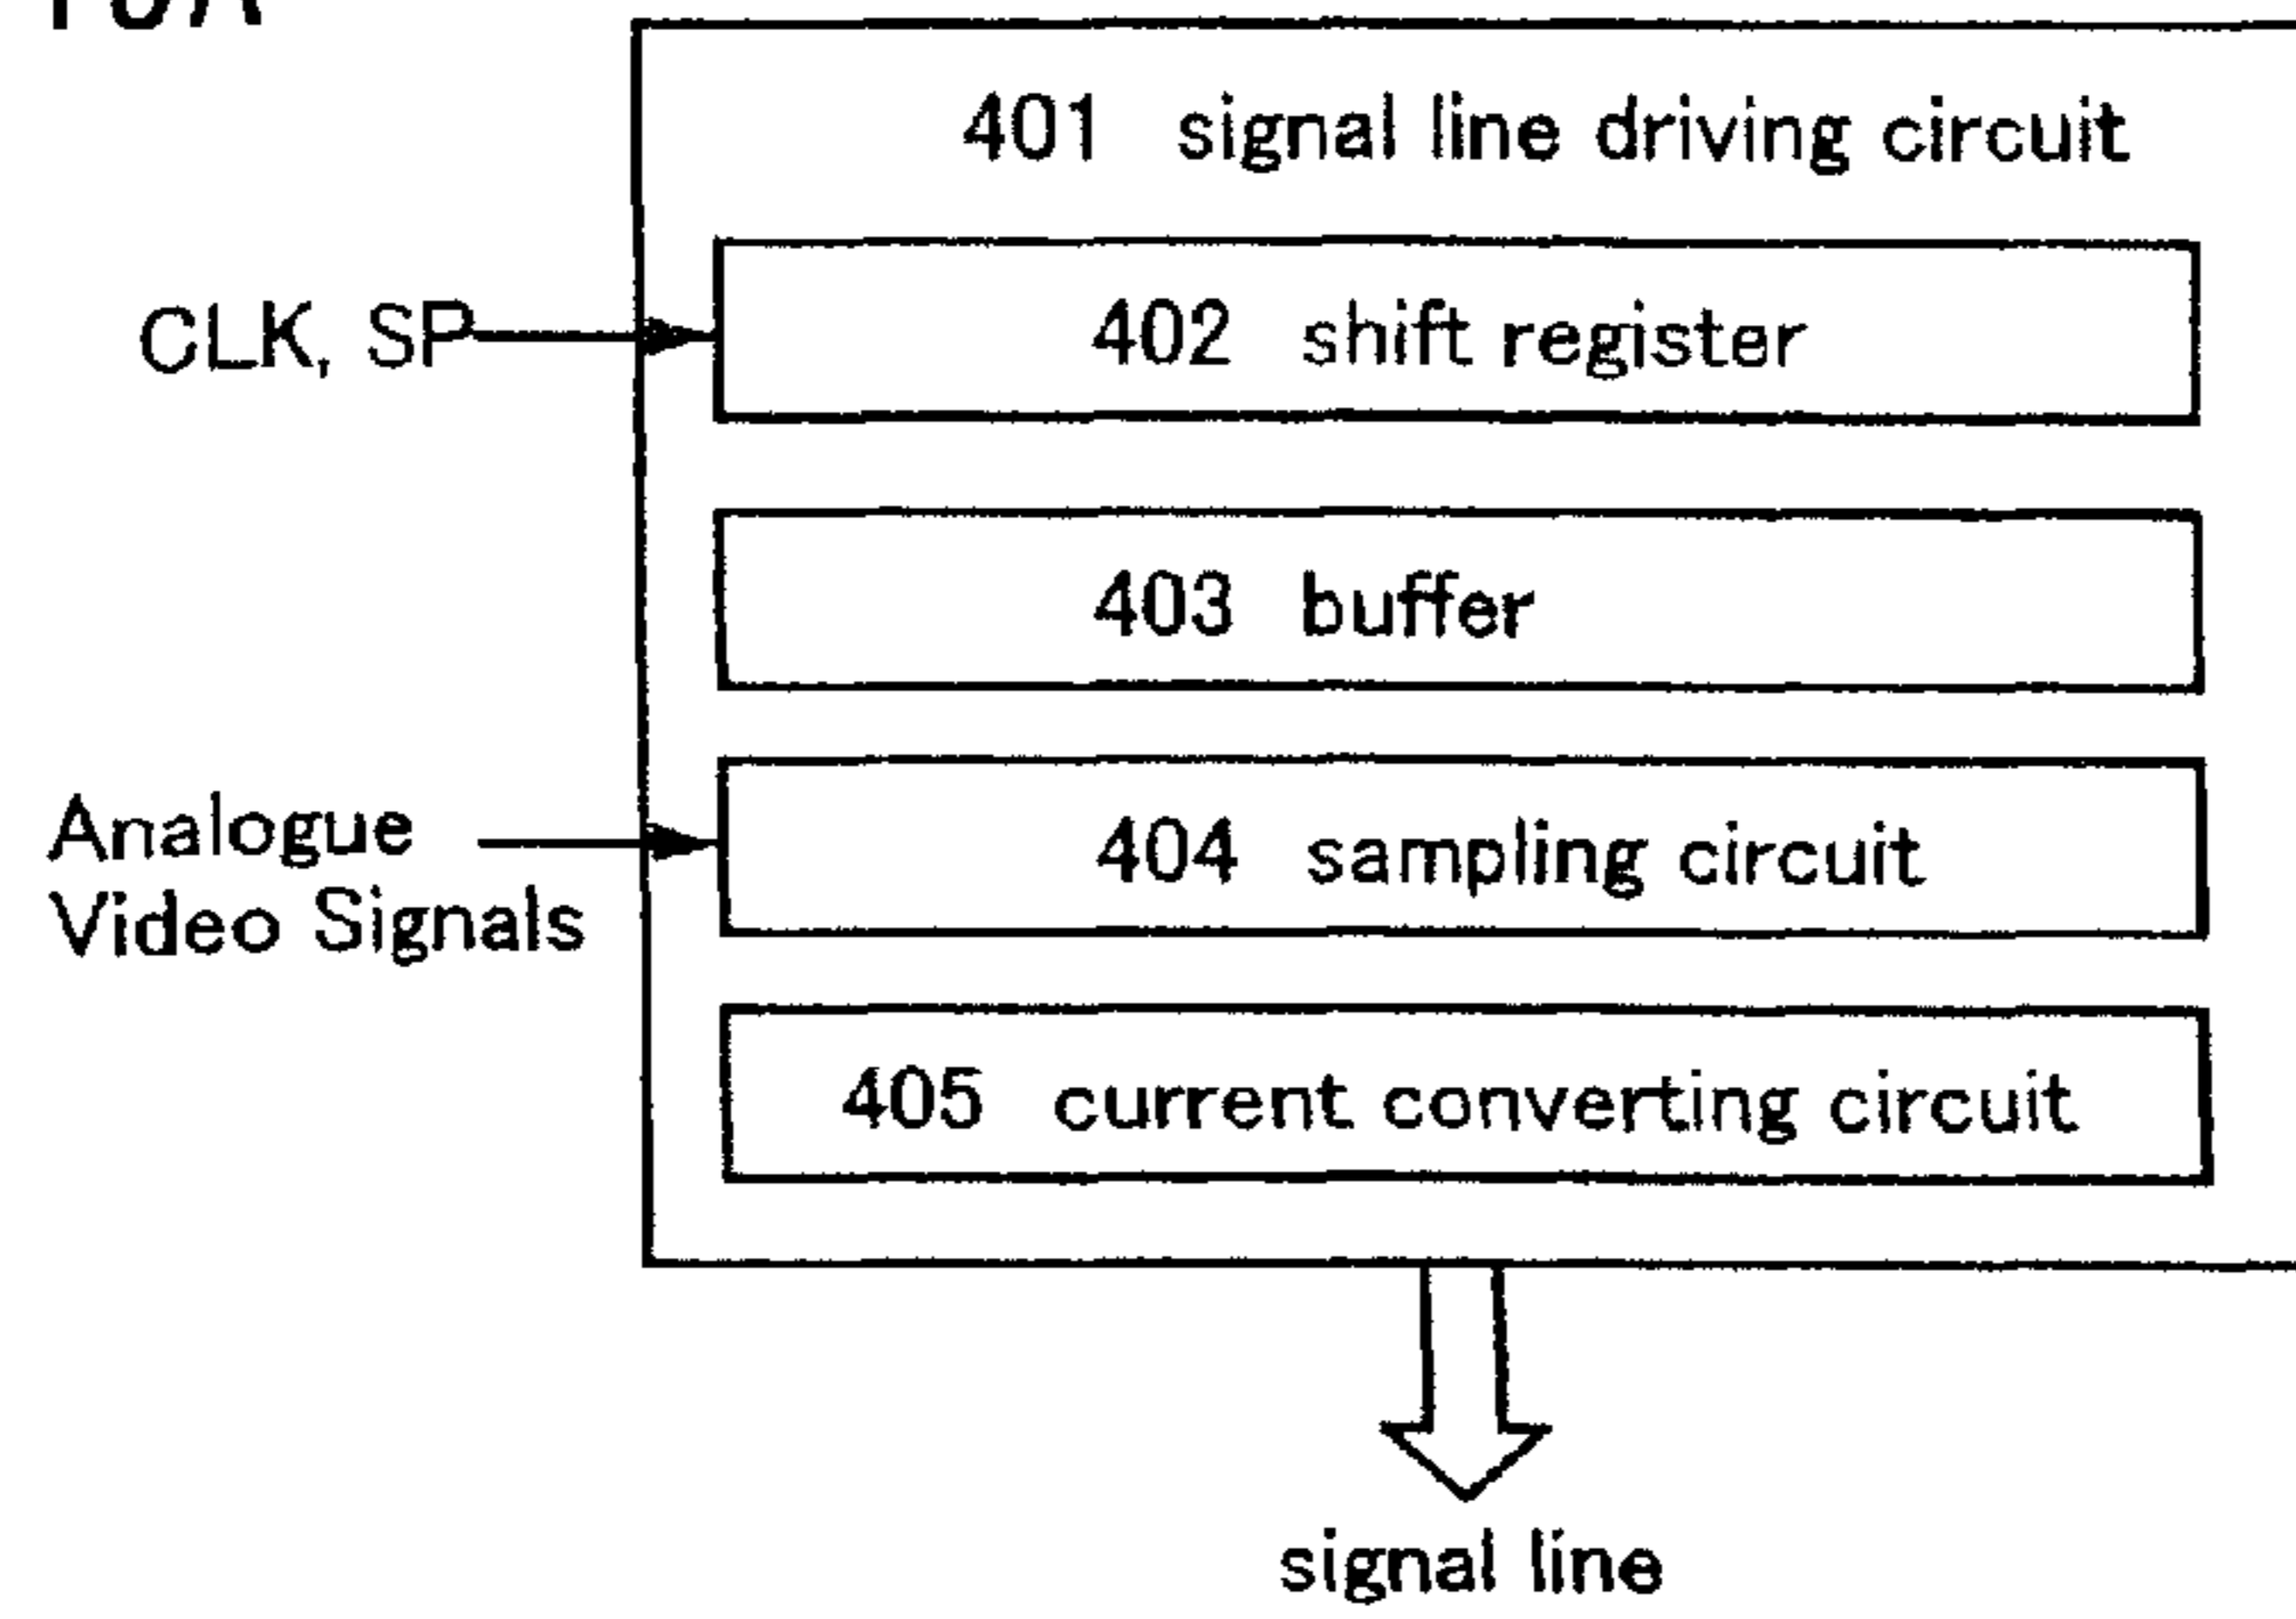 401 signal line driving circuit
CLK, SP
402 shift register
403 buffer
Analogue
Video Signals
404 sampling circuit
405 current converting circuit
signal line